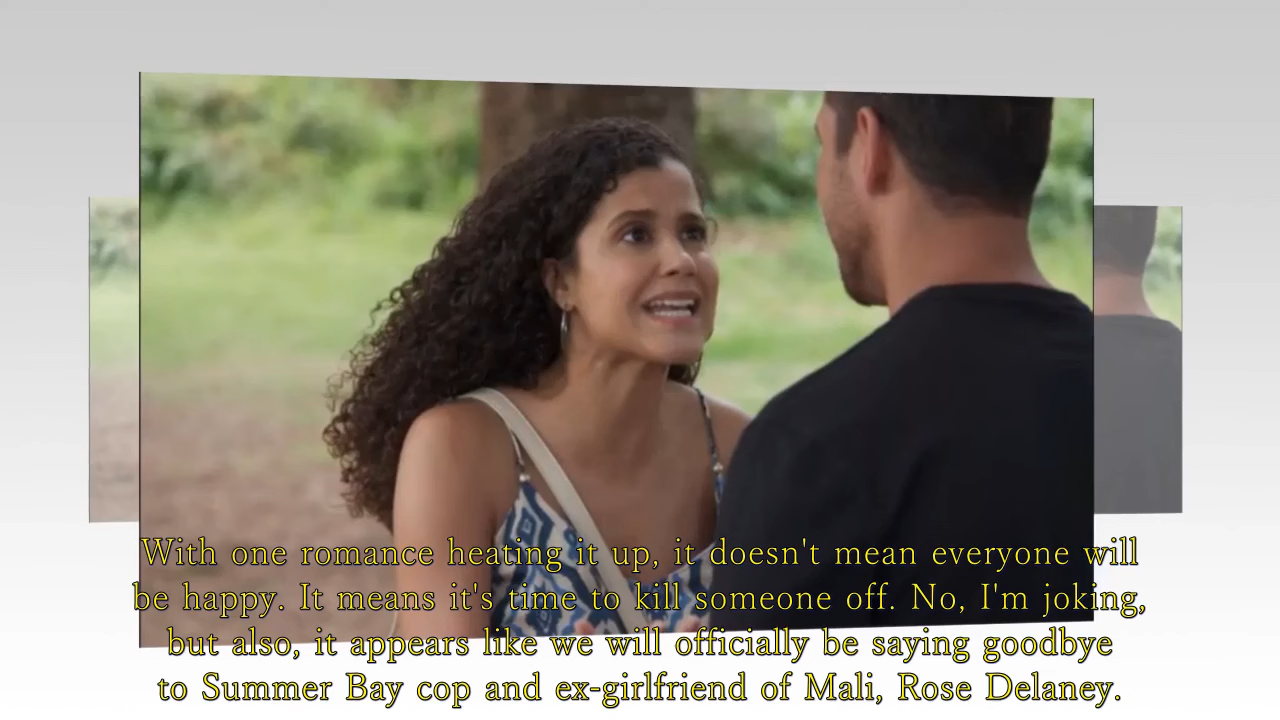 With one romance heating it up, it doesn't mean everyone will
be happy. It means it's time to kill someone off. No, I'm joking,
but also, it appears like we will officially be saying goodbye
to Summer Bay cop and ex-girlfriend of Mali, Rose Delaney.